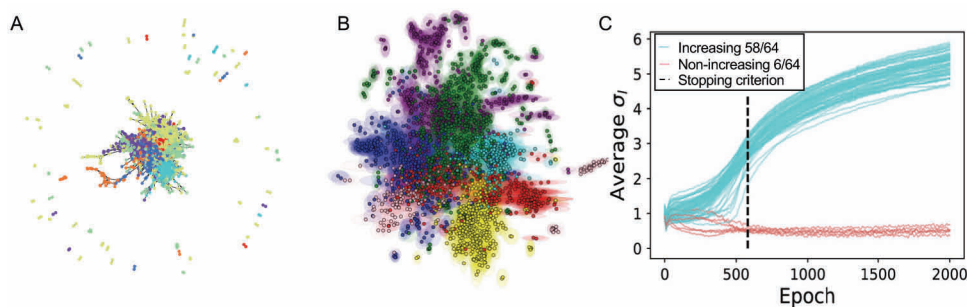 A
B
C
Increasing 58/64
Non-increasing 6/64
Stopping criterion
Average σ_l
6
5
4
3
2
1
0
0 500 1000 1500 2000
Epoch